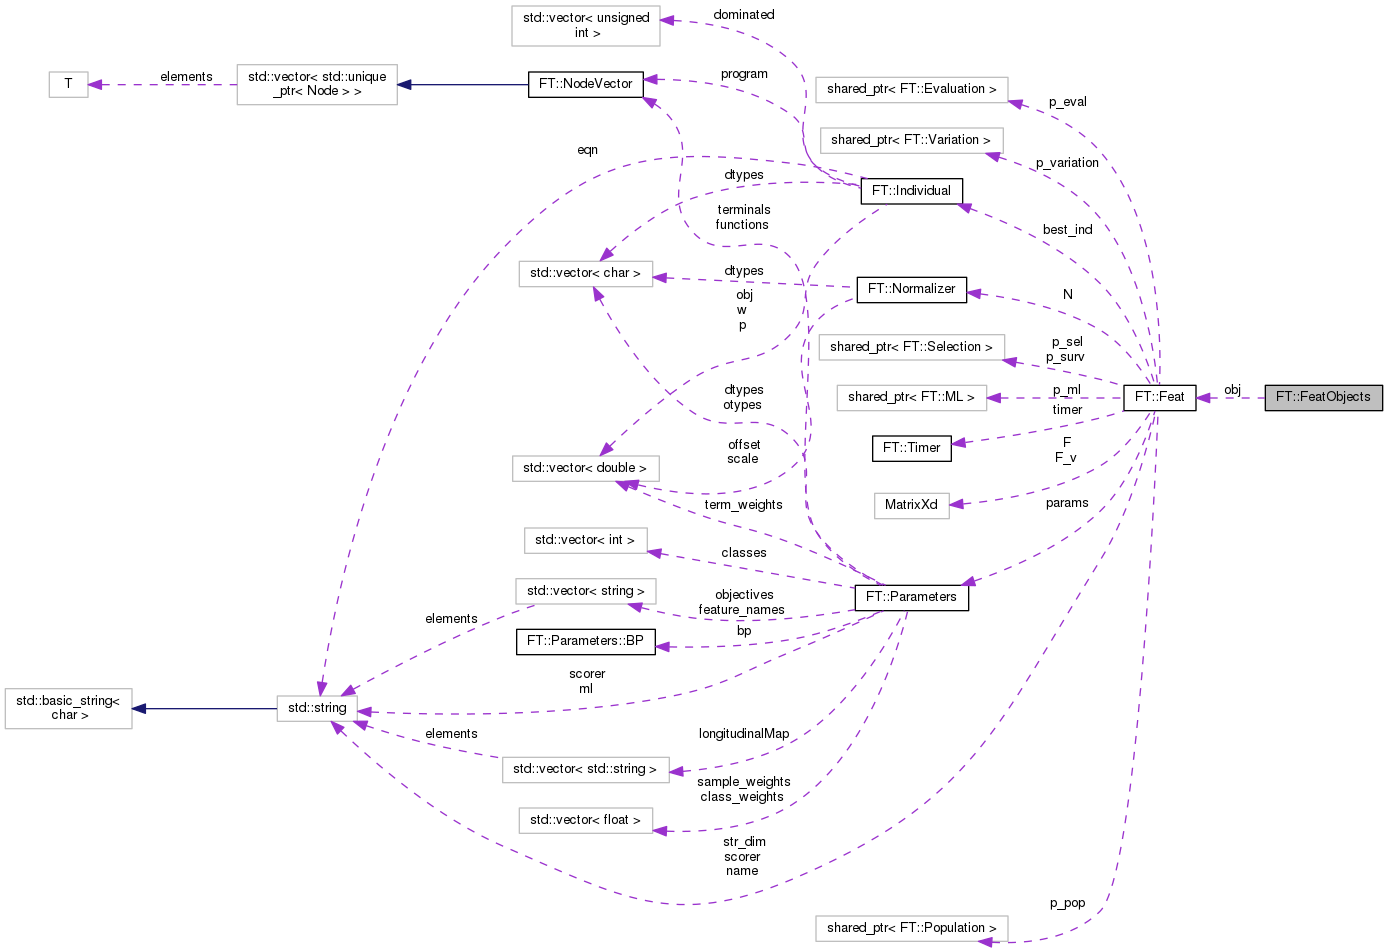 std::vector< unsigned
int >
dominated
T
elements
std::vector< std::unique
_ptr< Node > >
FT::NodeVector
program
shared_ptr< FT::Evaluation >
p_eval
shared_ptr< FT::Variation >
p_variation
eqn
dtypes
FT::Individual
terminals
functions
best_ind
std::vector< char >
dtypes
FT::Normalizer
N
obj
w
p
shared_ptr< FT::Selection >
p_sel
p_surv
dtypes
otypes
shared_ptr< FT::ML >
p_ml
FT::Feat
obj
FT::FeatObjects
timer
FT::Timer
offset
scale
F
F_v
std::vector< double >
term_weights
MatrixXd
params
std::vector< int >
classes
std::vector< string >
objectives
feature_names
FT::Parameters
elements
FT::Parameters::BP
bp
scorer
ml
std::basic_string<
char >
std::string
elements
longitudinalMap
std::vector< std::string >
sample_weights
class_weights
std::vector< float >
str_dim
scorer
name
p_pop
shared_ptr< FT::Population >